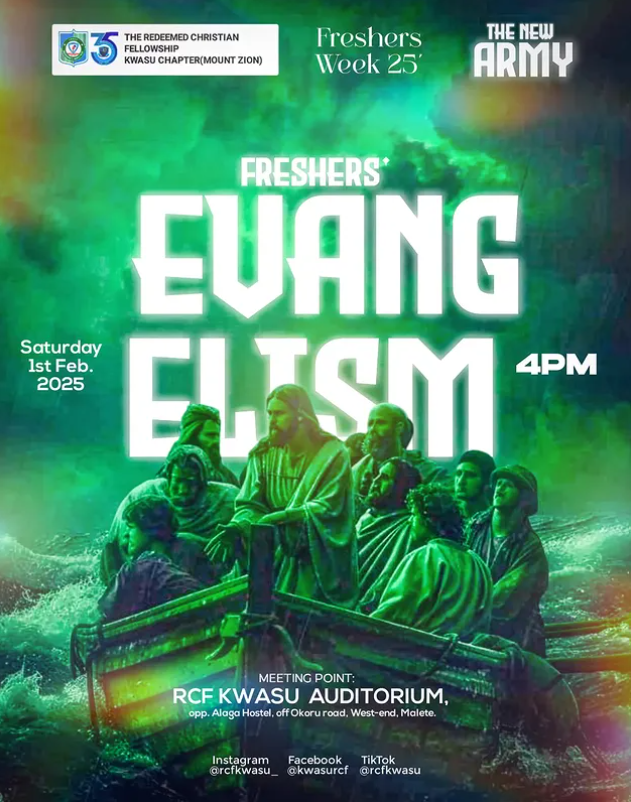 35
THE REDEEMED CHRISTIAN
FELLOWSHIP
KWASU CHAPTER(MOUNT ZION)
Freshers
Week 25'
THE NEW
ARMY
FRESHERS'
EVANG
ELISM
Saturday
1st Feb.
2025
4PM
MEETING POINT:
RCF KWASU AUDITORIUM,
opp. Alaga Hostel, off Okoru road, West-end, Malete.
Instagram Facebook TikTok
@rcfkwasu_ @kwasurcf @rcfkwasu